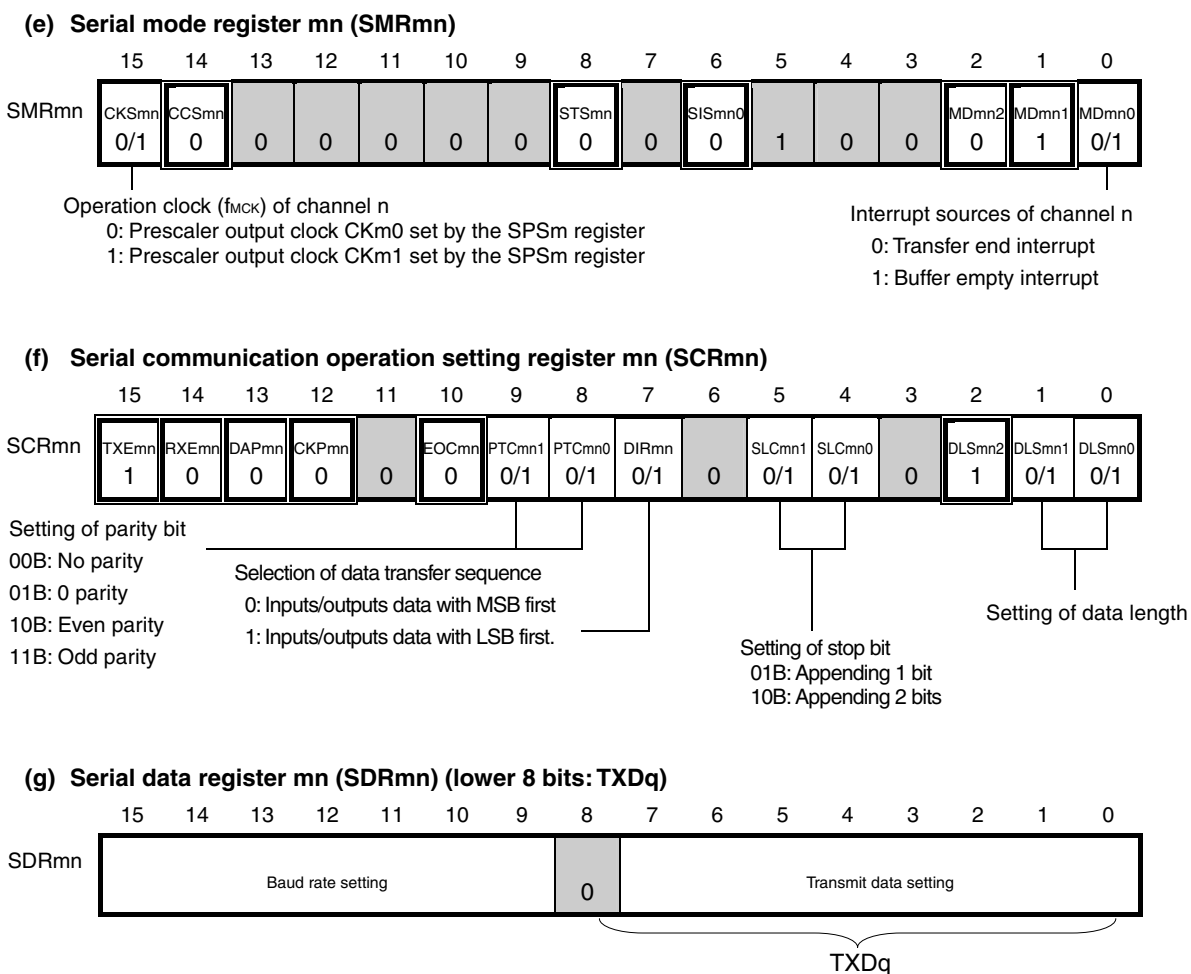 (e) Serial mode register mn (SMRmn)
15 14 13 12 11 10 9 8 7 6 5 4 3 2 1 0
SMRmn CKSmn CCSmn STSmn SISmn0 MDmn2 MDmn1 MDmn0
0/1 0 0 0 0 0 0 0 0 0 1 0 0 0 1 0/1
Operation clock (fMCK) of channel n
0: Prescaler output clock CKm0 set by the SPSm register
1: Prescaler output clock CKm1 set by the SPSm register
Interrupt sources of channel n
0: Transfer end interrupt
1: Buffer empty interrupt
(f) Serial communication operation setting register mn (SCRmn)
15 14 13 12 11 10 9 8 7 6 5 4 3 2 1 0
SCRmn TXEmn RXEmn DAPmn CKPmn EOCmn PTCmn1 PTCmn0 DIRmn SLCmn1 SLCmn0 DLSmn2 DLSmn1 DLSmn0
1 0 0 0 0 0 0/1 0/1 0/1 0 0/1 0/1 0 1 0/1 0/1
Setting of parity bit
00B: No parity
01B: 0 parity
10B: Even parity
11B: Odd parity
Selection of data transfer sequence
0: Inputs/outputs data with MSB first
1: Inputs/outputs data with LSB first.
Setting of stop bit
01B: Appending 1 bit
10B: Appending 2 bits
Setting of data length
(g) Serial data register mn (SDRmn) (lower 8 bits: TXDq)
15 14 13 12 11 10 9 8 7 6 5 4 3 2 1 0
SDRmn Baud rate setting 0 Transmit data setting
TXDq